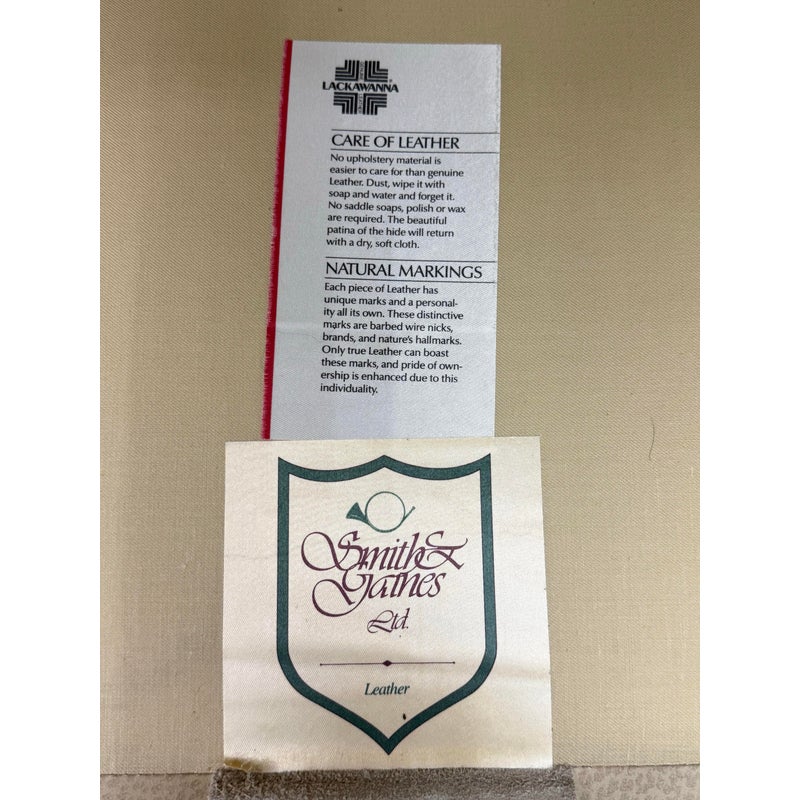 LACKAWANNA
CARE OF LEATHER
No upholstery material is
easier to care for than genuine
Leather. Dust, wipe it with
soap and water and forget it.
No saddle soaps, polish or wax
are required. The beautiful
patina of the hide will return
with a dry, soft cloth.
NATURAL MARKINGS
Each piece of Leather has
unique marks and a personal-
ity all its own. These distinctive
marks are barbed wire nicks,
brands, and nature's hallmarks.
Only true Leather can boast
these marks, and pride of own-
ership is enhanced due to this
individuality.
Smith &
Gaines
Ltd.
Leather